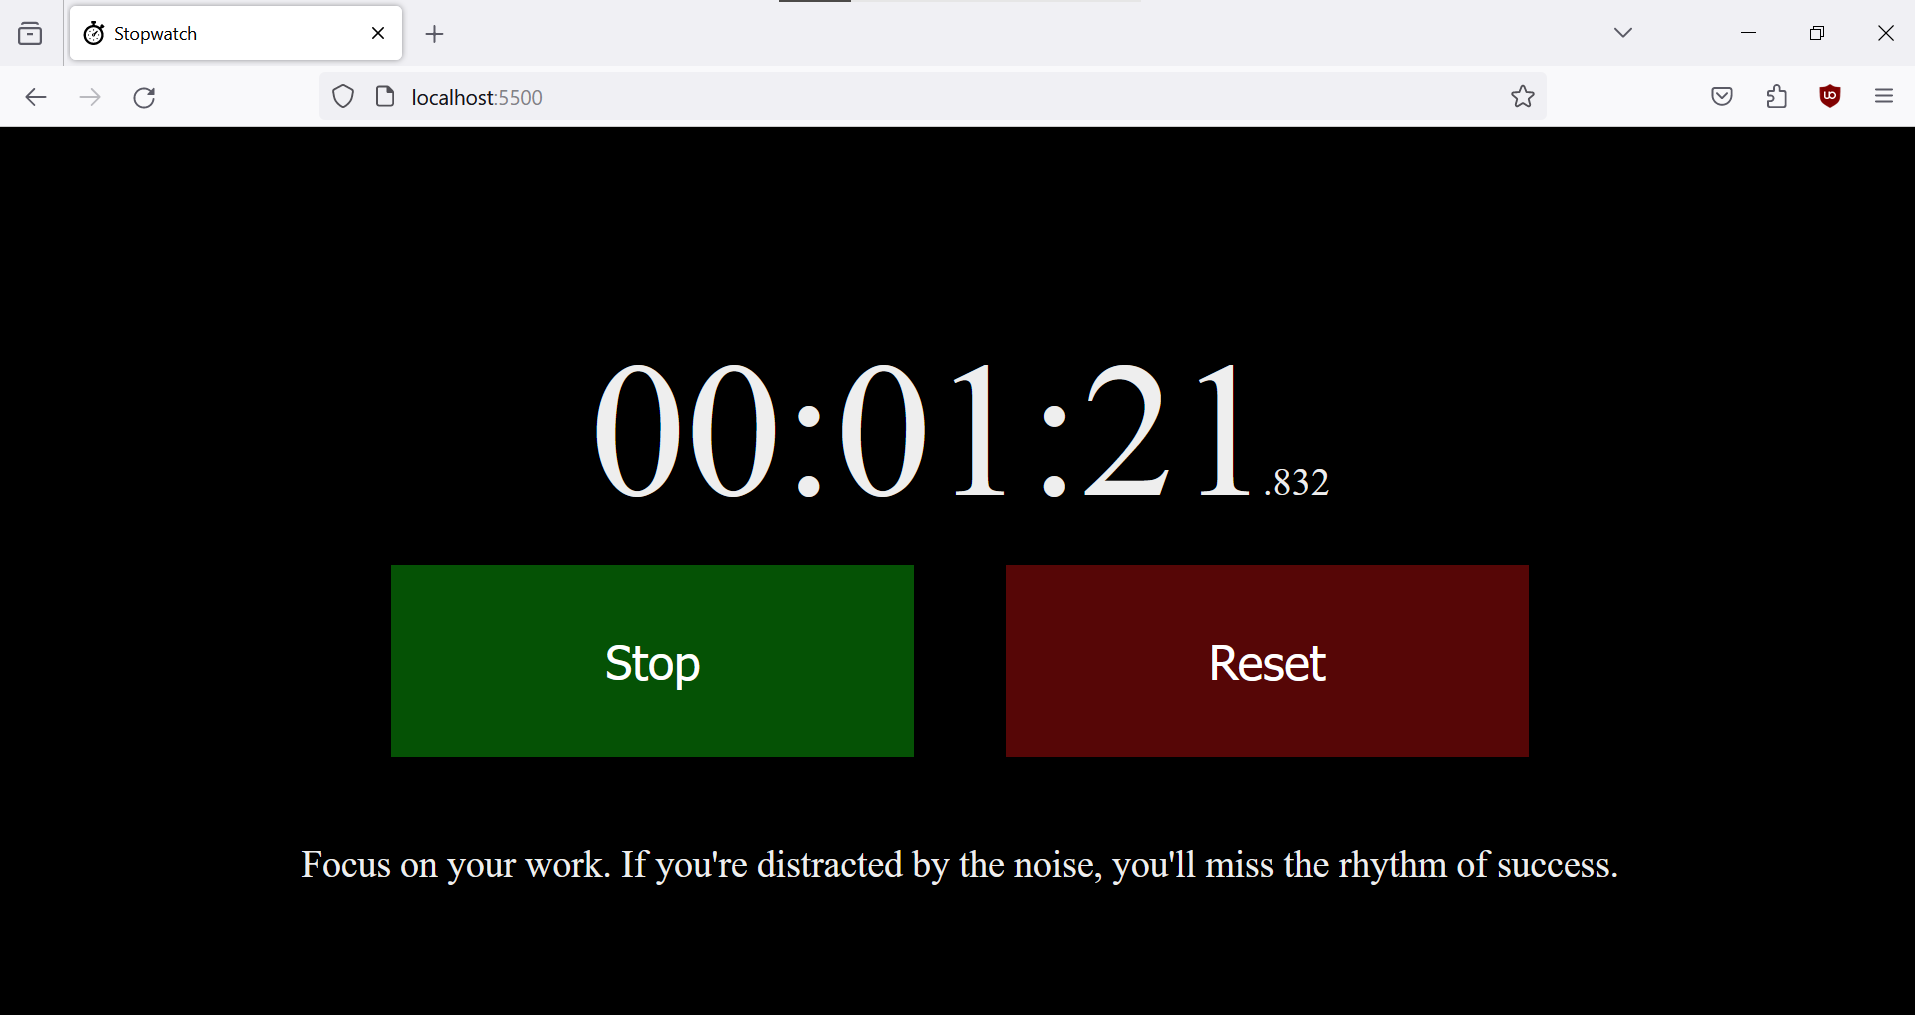 Stopwatch
localhost:5500
00:01:21.832
Stop
Reset
Focus on your work. If you're distracted by the noise, you'll miss the rhythm of success.